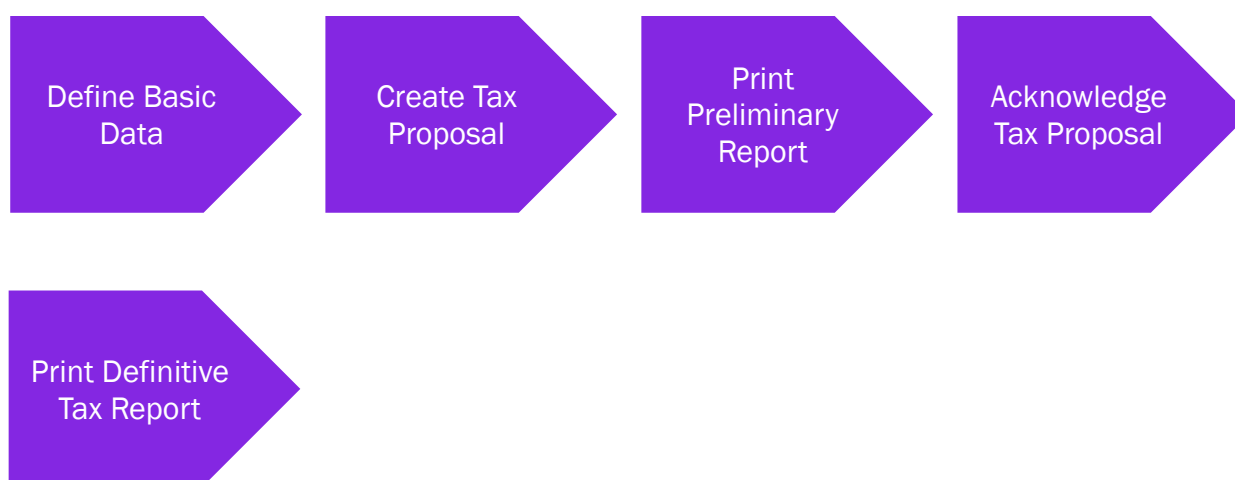 Define Basic
Data
Create Tax
Proposal
Print
Preliminary
Report
Acknowledge
Tax Proposal
Print Definitive
Tax Report